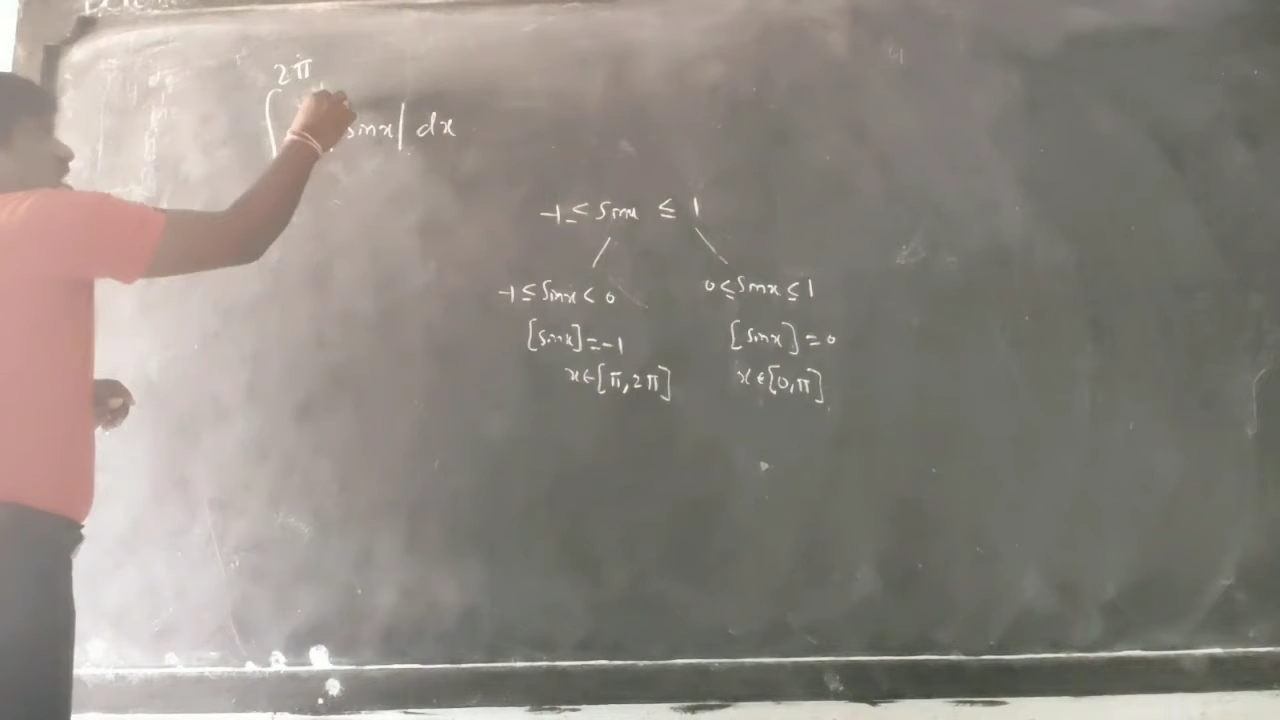 2π
∫ sinx| dx
-1 ≤ sinx ≤ 1
-1 ≤ sinx < 0 0 ≤ sinx ≤ 1
[sinx] = -1 [sinx] = 0
x∈[π,2π] x∈[0,π]